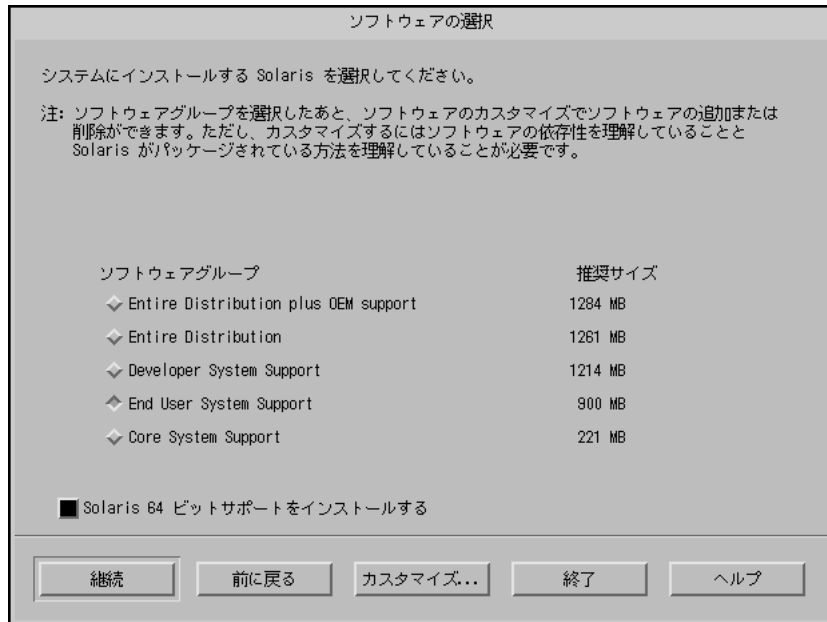 ソフトウェアの選択
システムにインストールする Solaris を選択してください。
注: ソフトウェアグループを選択したあと、ソフトウェアのカスタマイズでソフトウェアの追加または
削除ができます。ただし、カスタマイズするにはソフトウェアの依存性を理解していることと
Solaris がパッケージされている方法を理解していることが必要です。
ソフトウェアグループ 推奨サイズ
Entire Distribution plus OEM support 1284 MB
Entire Distribution 1261 MB
Developer System Support 1214 MB
End User System Support 900 MB
Core System Support 221 MB
Solaris 64 ビットサポートをインストールする
継続 前に戻る カスタマイズ... 終了 ヘルプ